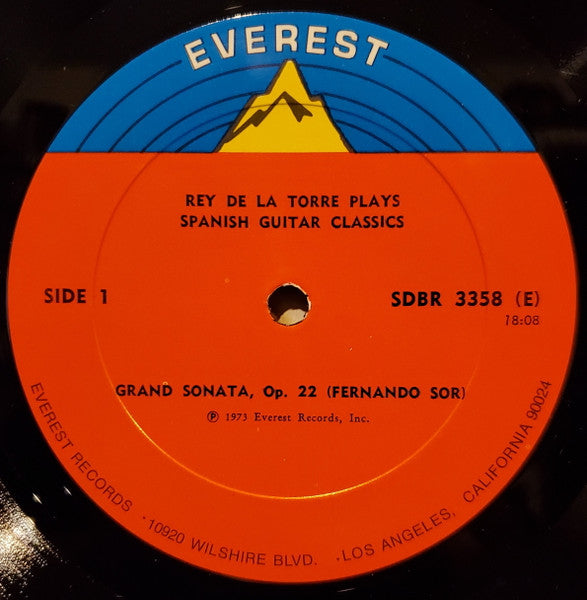 EVEREST
REY DE LA TORRE PLAYS
SPANISH GUITAR CLASSICS
SIDE 1
SDBR 3358 (E)
18:08
GRAND SONATA, Op. 22 (FERNANDO SOR)
℗ 1973 Everest Records, Inc.
EVEREST RECORDS · 10920 WILSHIRE BLVD. · LOS ANGELES, CALIFORNIA 90024